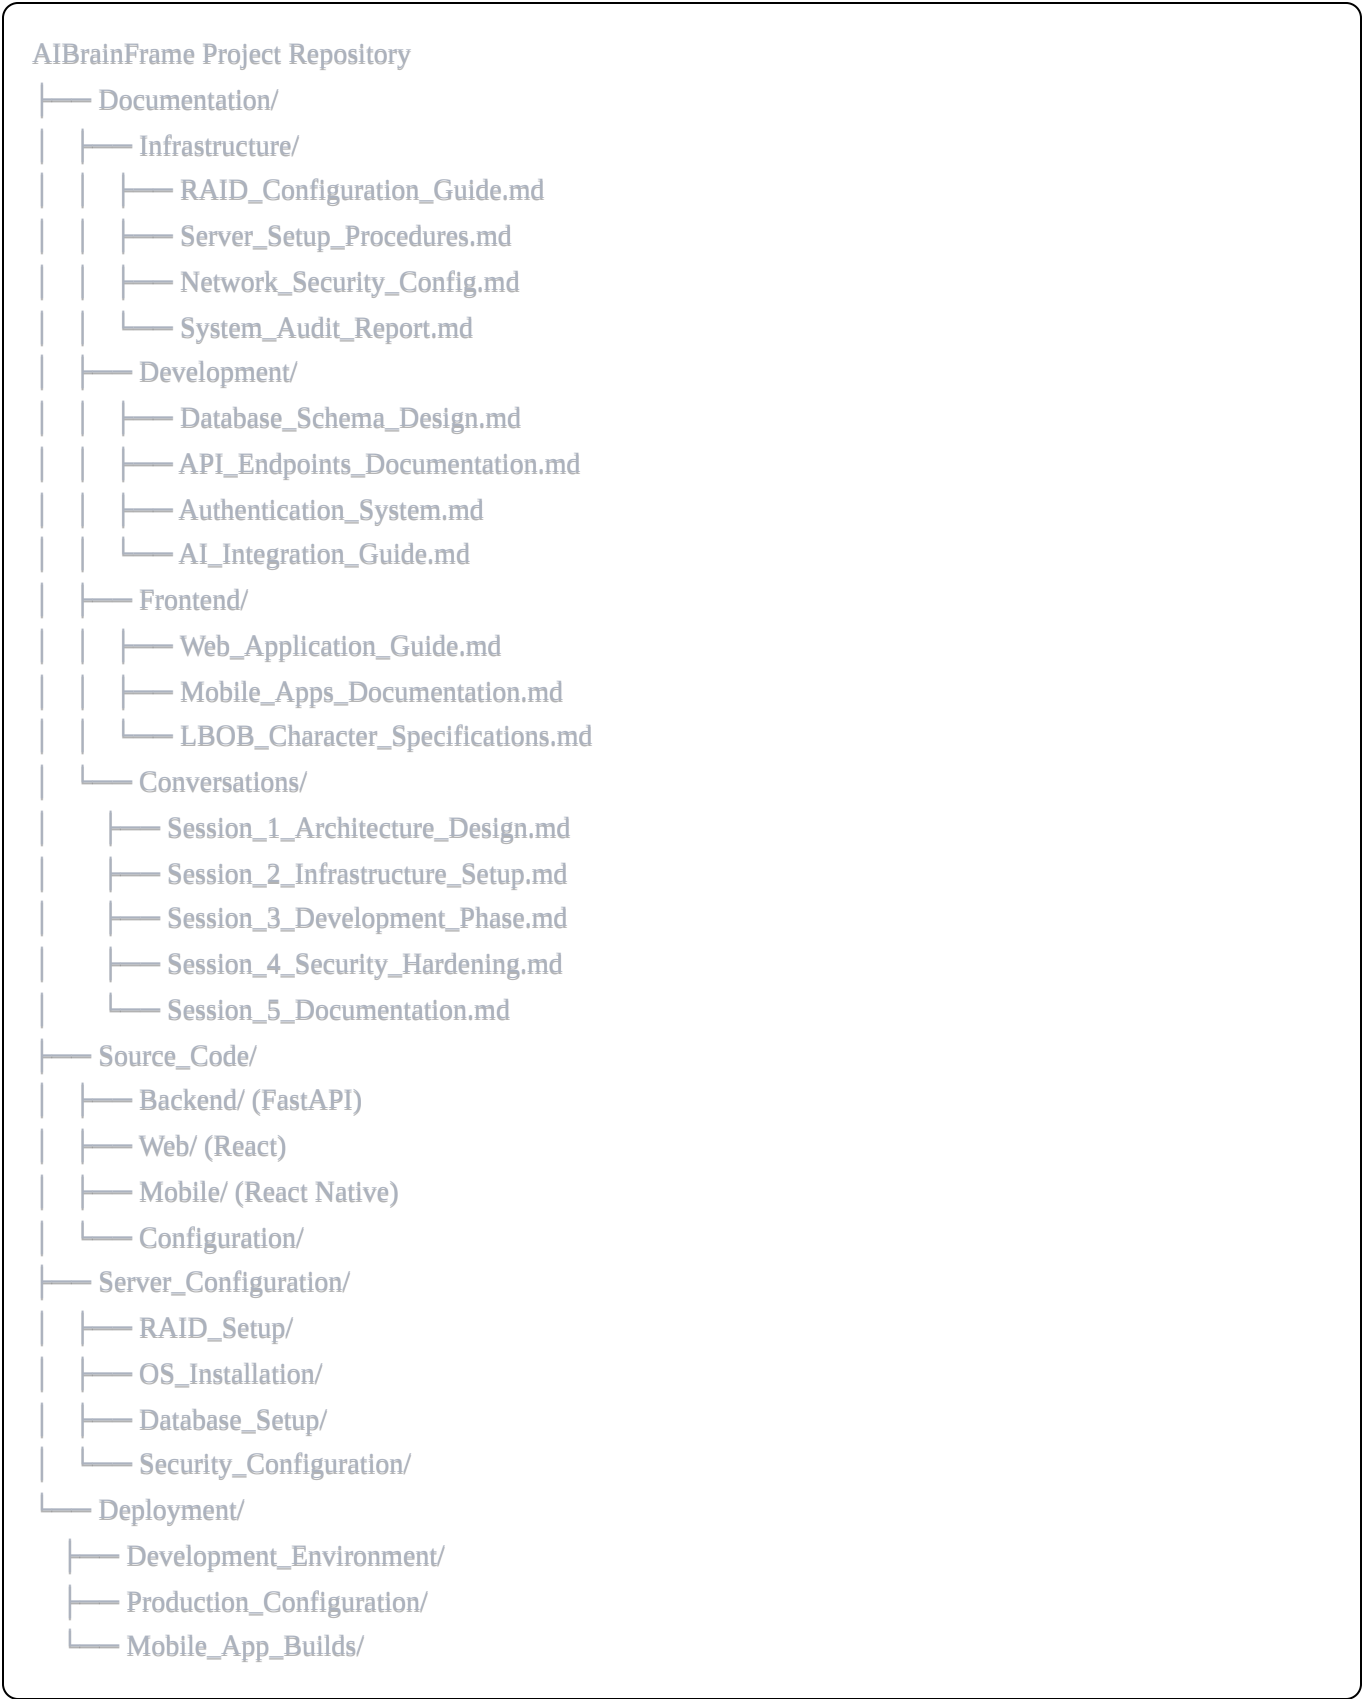 AIBrainFrame Project Repository
├── Documentation/
│   ├── Infrastructure/
│   │   ├── RAID_Configuration_Guide.md
│   │   ├── Server_Setup_Procedures.md
│   │   ├── Network_Security_Config.md
│   │   └── System_Audit_Report.md
│   ├── Development/
│   │   ├── Database_Schema_Design.md
│   │   ├── API_Endpoints_Documentation.md
│   │   ├── Authentication_System.md
│   │   └── AI_Integration_Guide.md
│   ├── Frontend/
│   │   ├── Web_Application_Guide.md
│   │   ├── Mobile_Apps_Documentation.md
│   │   └── LBOB_Character_Specifications.md
│   └── Conversations/
│       ├── Session_1_Architecture_Design.md
│       ├── Session_2_Infrastructure_Setup.md
│       ├── Session_3_Development_Phase.md
│       ├── Session_4_Security_Hardening.md
│       └── Session_5_Documentation.md
├── Source_Code/
│   ├── Backend/ (FastAPI)
│   ├── Web/ (React)
│   ├── Mobile/ (React Native)
│   └── Configuration/
├── Server_Configuration/
│   ├── RAID_Setup/
│   ├── OS_Installation/
│   ├── Database_Setup/
│   └── Security_Configuration/
└── Deployment/
    ├── Development_Environment/
    ├── Production_Configuration/
    └── Mobile_App_Builds/